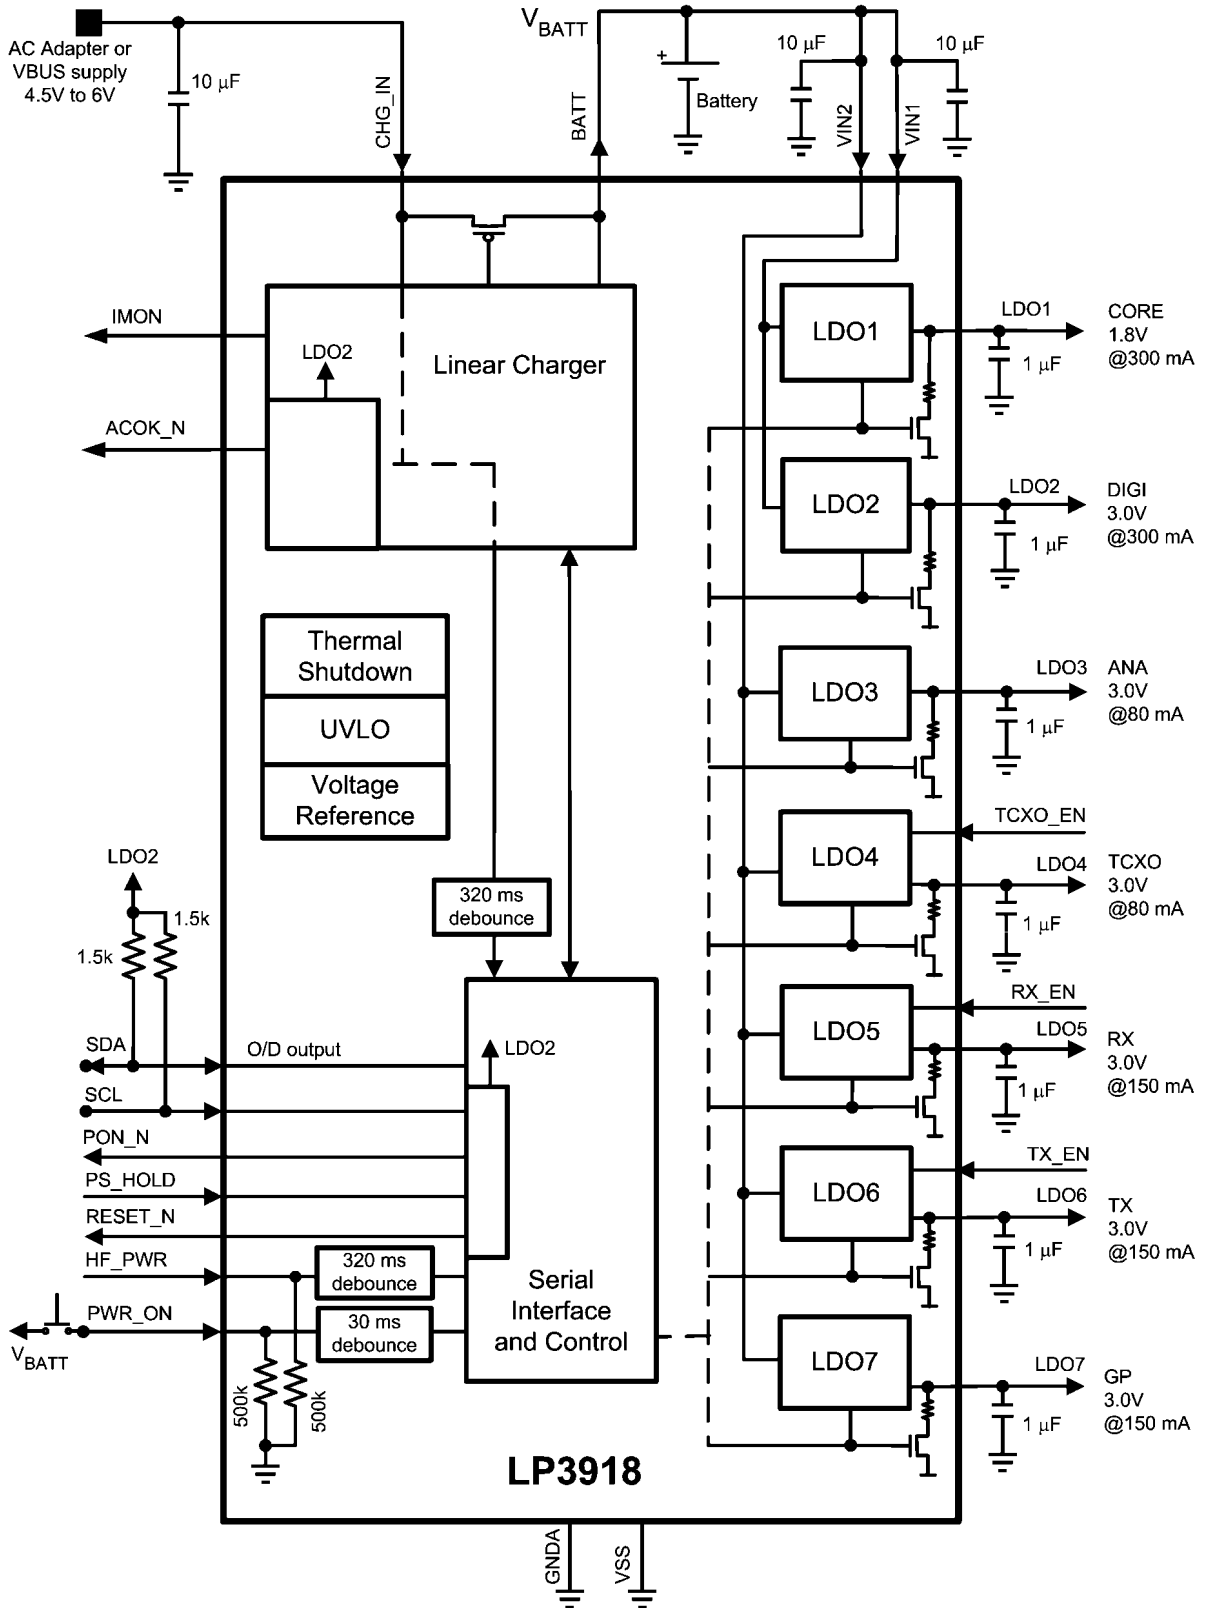 AC Adapter or
VBUS supply
4.5V to 6V
10 µF
CHG_IN
BATT
VBATT
+
Battery
10 µF
VIN2
VIN1
10 µF
IMON
ACOK_N
LDO2
Linear Charger
Thermal
Shutdown
UVLO
Voltage
Reference
320 ms
debounce
LDO2
1.5k
1.5k
SDA
O/D output
SCL
PON_N
PS_HOLD
RESET_N
HF_PWR
320 ms
debounce
PWR_ON
30 ms
debounce
VBATT
500k
500k
LDO2
Serial
Interface
and Control
LDO1
LDO1
CORE
1.8V
@300 mA
1 µF
LDO2
LDO2
DIGI
3.0V
@300 mA
1 µF
LDO3
LDO3
ANA
3.0V
@80 mA
1 µF
LDO4
TCXO_EN
LDO4
TCXO
3.0V
@80 mA
1 µF
LDO5
RX_EN
LDO5
RX
3.0V
@150 mA
1 µF
LDO6
TX_EN
LDO6
TX
3.0V
@150 mA
1 µF
LDO7
LDO7
GP
3.0V
@150 mA
1 µF
LP3918
GNDA
VSS